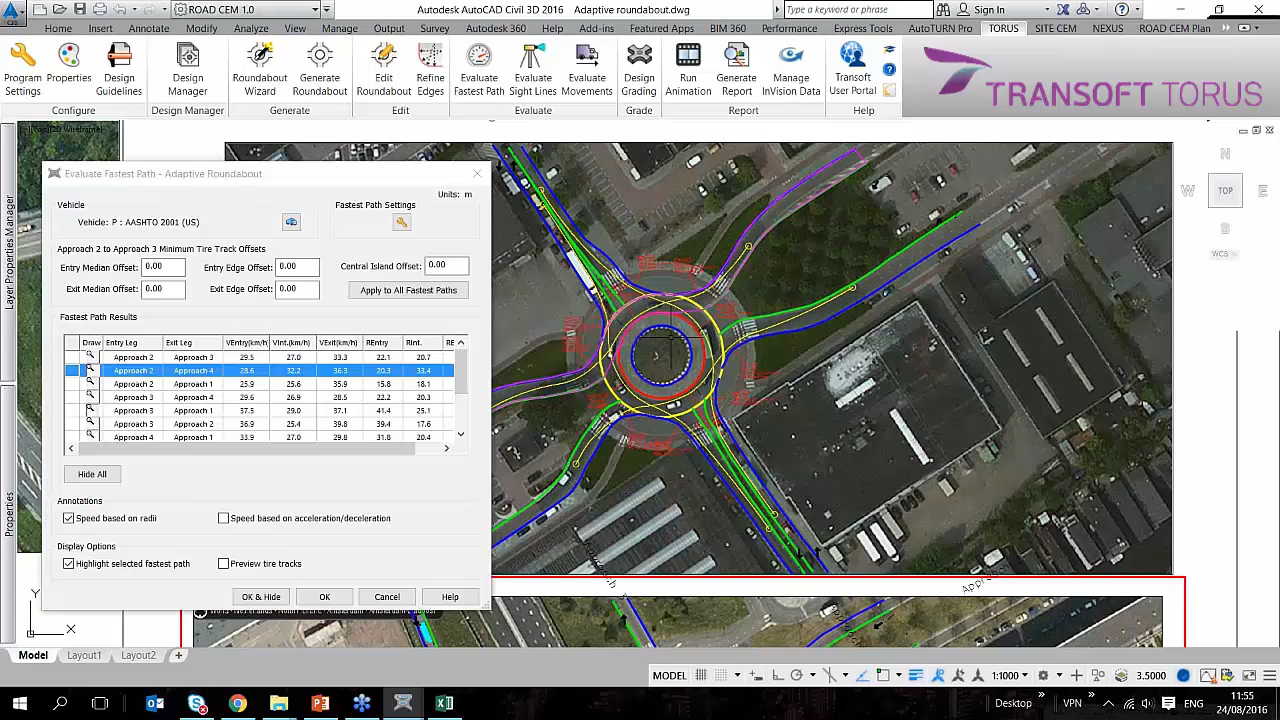 ROAD CEM 1.0
Autodesk AutoCAD Civil 3D 2016 Adaptive roundabout.dwg
Type a keyword or phrase
Sign In
Home Insert Annotate Modify Analyze View Manage Output Survey Autodesk 360 Help Add-ins Featured Apps BIM 360 Performance Express Tools AutoTURN Pro TORUS SITE CEM NEXUS ROAD CEM Plan
Program Settings
Properties
Design Guidelines
Design Manager
Roundabout Wizard
Generate Roundabout
Edit Roundabout
Refine Edges
Evaluate Fastest Path
Evaluate Sight Lines
Evaluate Movements
Design Grading
Run Animation
Generate Report
Manage InVision Data
Transoft User Portal
Configure Design Manager Generate Edit Evaluate Grade Report Help
TRANSOFT TORUS
[-][Top][2D Wireframe]
Layer Properties Manager
Properties
Evaluate Fastest Path - Adaptive Roundabout
Units: m
Vehicle
Vehicle: P : AASHTO 2001 (US)
Fastest Path Settings
Approach 2 to Approach 3 Minimum Tire Track Offsets
Entry Median Offset: 0.00 Entry Edge Offset: 0.00 Central Island Offset: 0.00
Exit Median Offset: 0.00 Exit Edge Offset: 0.00 Apply to All Fastest Paths
Fastest Path Results
Draw Entry Leg Exit Leg VEntry(km/h) VInt.(km/h) VExit(km/h) REntry RInt. RE
Approach 2 Approach 3 29.5 27.0 33.3 22.1 20.7
Approach 2 Approach 4 28.6 32.2 36.3 20.3 33.4
Approach 2 Approach 1 25.9 25.6 35.9 15.8 18.1
Approach 3 Approach 4 29.6 26.9 28.5 22.2 20.3
Approach 3 Approach 1 37.5 29.0 37.1 41.4 25.1
Approach 3 Approach 2 36.9 25.4 39.8 39.4 17.6
Approach 4 Approach 1 33.9 27.0 29.8 31.8 20.4
Hide All
Annotations
Speed based on radii Speed based on acceleration/deceleration
Display Options
Highlight selected fastest path Preview tire tracks
OK & Hide OK Cancel Help
N
W TOP E
S
WCS
Y
X
Model Layout1 Layout2 +
MODEL 1:1000 3.5000
Desktop VPN ENG
11:55
24/08/2016